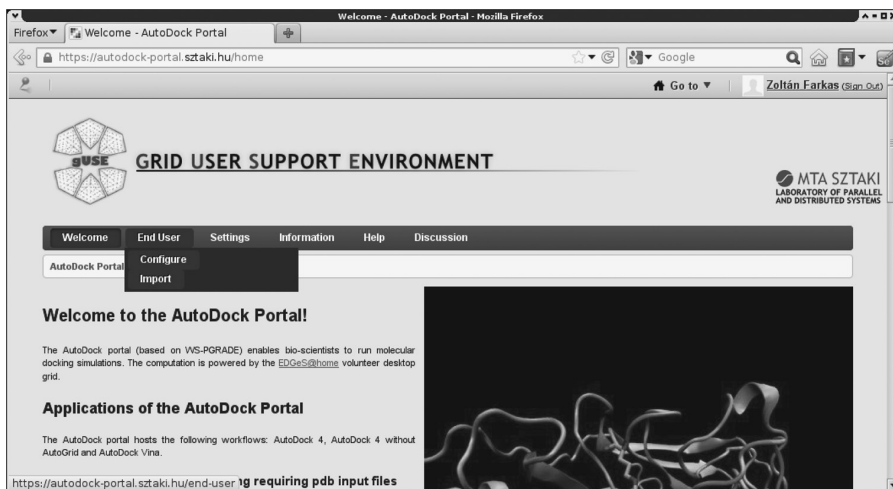 Welcome - AutoDock Portal - Mozilla Firefox
Firefox
Welcome - AutoDock Portal
https://autodock-portal.sztaki.hu/home
Google
Go to
Zoltán Farkas (Sign Out)
gUSE
GRID USER SUPPORT ENVIRONMENT
MTA SZTAKI
LABORATORY OF PARALLEL
AND DISTRIBUTED SYSTEMS
Welcome End User Settings Information Help Discussion
Configure
Import
AutoDock Portal
Welcome to the AutoDock Portal!
The AutoDock portal (based on WS-PGRADE) enables bio-scientists to run molecular
docking simulations. The computation is powered by the EDGeS@home volunteer desktop
grid.
Applications of the AutoDock Portal
The AutoDock portal hosts the following workflows: AutoDock 4, AutoDock 4 without
AutoGrid and AutoDock Vina.
https://autodock-portal.sztaki.hu/end-user
requiring pdb input files